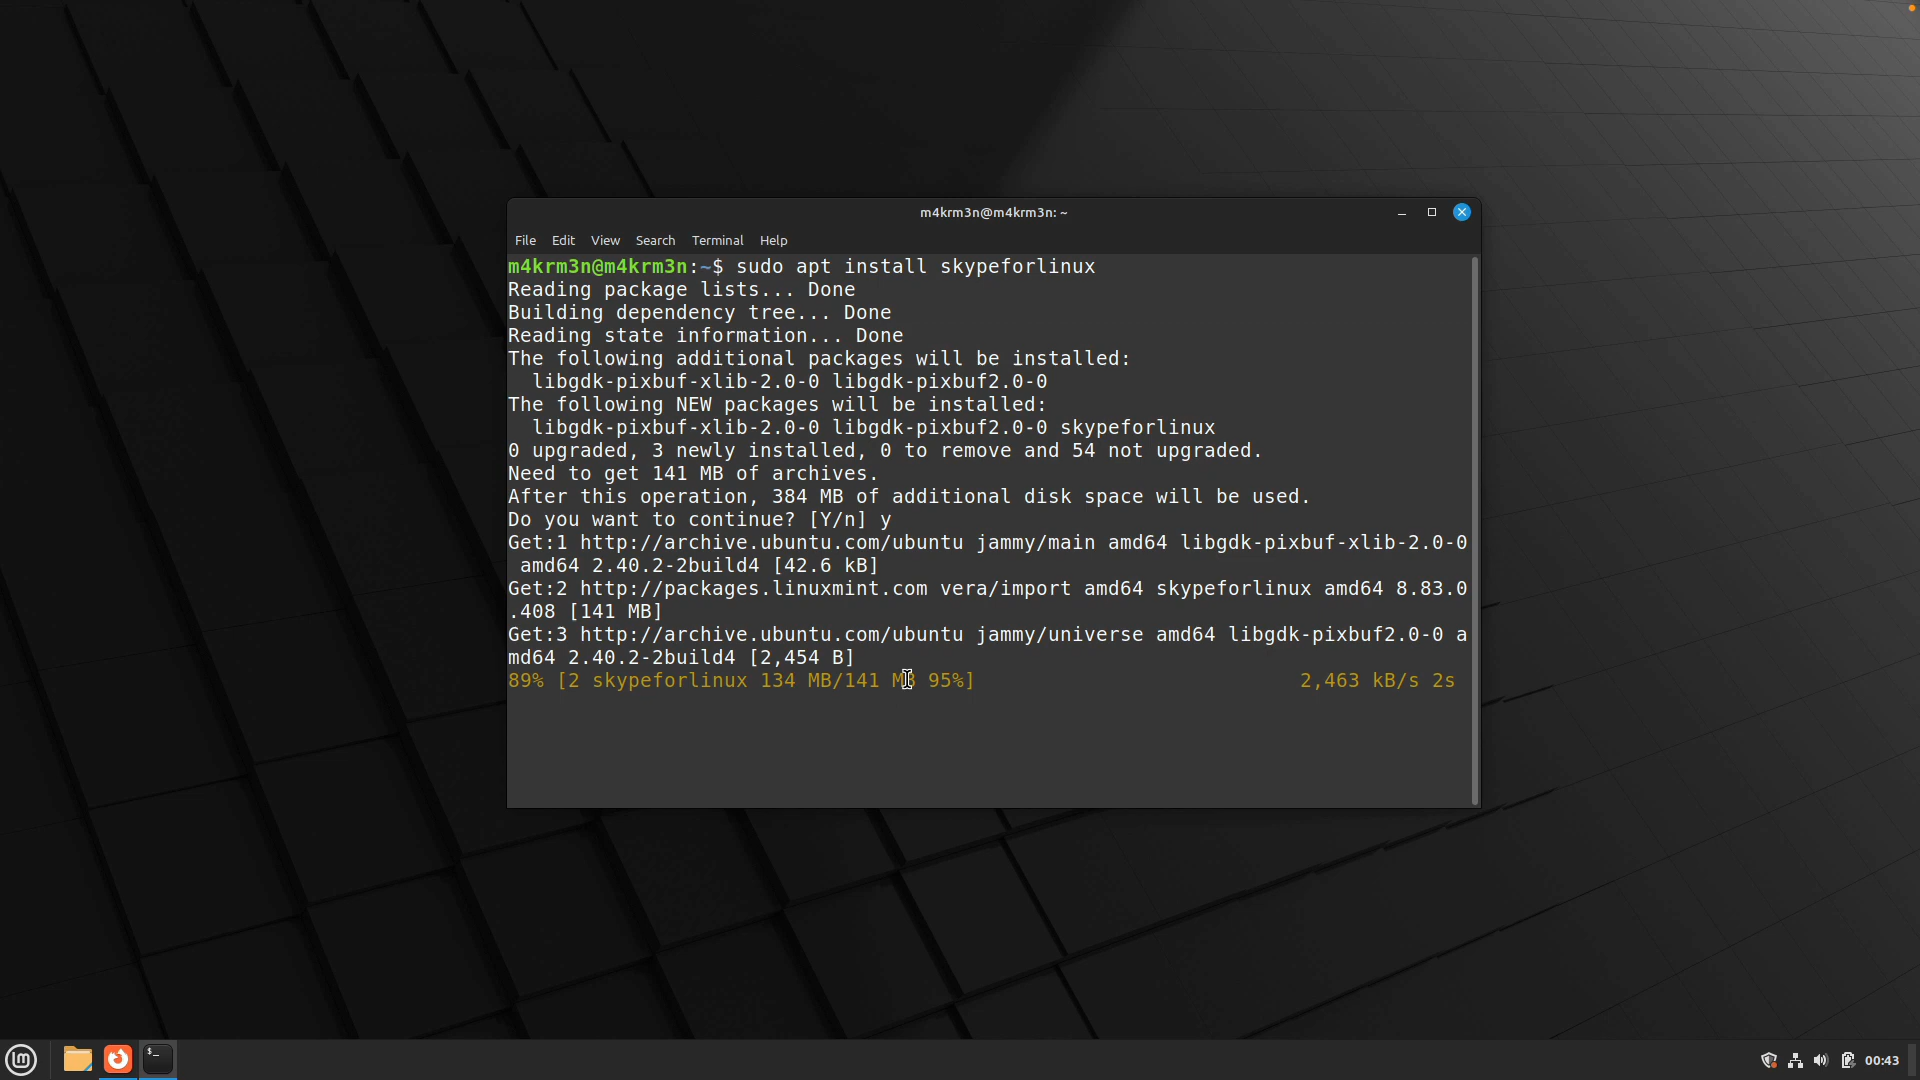 m4krm3n@m4krm3n: ~
File Edit View Search Terminal Help
m4krm3n@m4krm3n:~$ sudo apt install skypeforlinux
Reading package lists... Done
Building dependency tree... Done
Reading state information... Done
The following additional packages will be installed:
  libgdk-pixbuf-xlib-2.0-0 libgdk-pixbuf2.0-0
The following NEW packages will be installed:
  libgdk-pixbuf-xlib-2.0-0 libgdk-pixbuf2.0-0 skypeforlinux
0 upgraded, 3 newly installed, 0 to remove and 54 not upgraded.
Need to get 141 MB of archives.
After this operation, 384 MB of additional disk space will be used.
Do you want to continue? [Y/n] y
Get:1 http://archive.ubuntu.com/ubuntu jammy/main amd64 libgdk-pixbuf-xlib-2.0-0
 amd64 2.40.2-2build4 [42.6 kB]
Get:2 http://packages.linuxmint.com vera/import amd64 skypeforlinux amd64 8.83.0
.408 [141 MB]
Get:3 http://archive.ubuntu.com/ubuntu jammy/universe amd64 libgdk-pixbuf2.0-0 a
md64 2.40.2-2build4 [2,454 B]
89% [2 skypeforlinux 134 MB/141 MB 95%] 2,463 kB/s 2s
$_
00:43